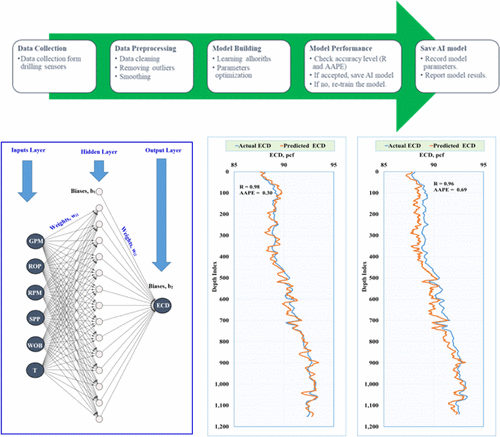 Data Collection
•Data collection form
drilling sensors
Data Preprocessing
• Data cleaning
• Removing outliers
• Smoothing
Model Building
• Learning alhoriths
• Parameters
optimization
Model Performance
• Check accuracy level (R
and AAPE)
• If accepted, save AI model
• If no, re-train the model.
Save AI model
• Record model
parameters.
• Report model resuls.
Inputs Layer
Hidden Layer
Output Layer
Biases, b1
Weights, w
Weights, w
Biases, b2
GPM
ROP
RPM
SPP
WOB
T
ECD
Actual ECD Predicted ECD
ECD, pcf
85 90 95
R = 0.98
AAPE = 0.30
Depth Index
0
100
200
300
400
500
600
700
800
900
1,000
1,100
1,200
Actual ECD Predicted ECD
ECD, pcf
85 90 95
R = 0.96
AAPE = 0.69
Depth Index
0
100
200
300
400
500
600
700
800
900
1,000
1,100
1,200